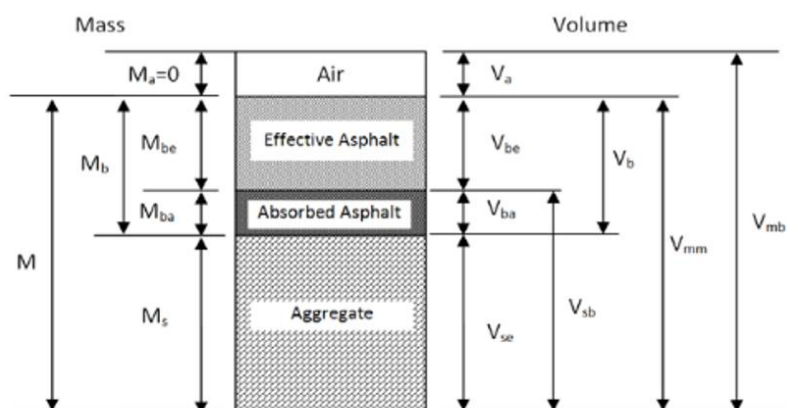 Mass Volume
Mₐ=0 Air Vₐ
Mbe Effective Asphalt Vbe
Mb Vb
Mba Absorbed Asphalt Vba
Vmb
Vmm
M
Ms Aggregate Vsb
Vse